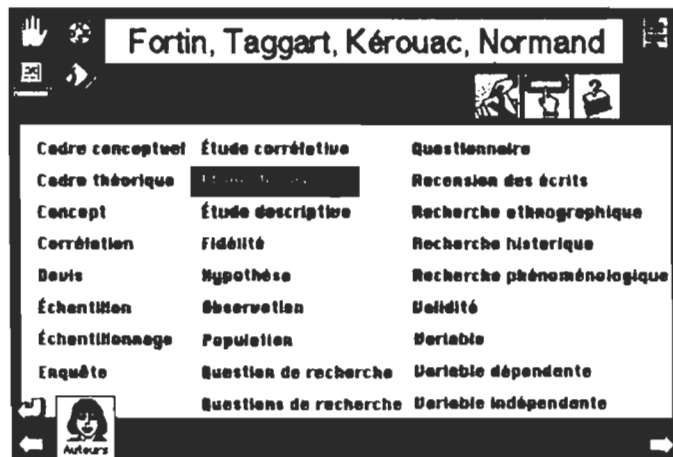 Fortin, Taggart, Kérouac, Normand
Cadre conceptuel
Cadre théorique
Concept
Corrélation
Devis
Échantillon
Échantillonnage
Enquête
Étude corrélative
Étude descriptive
Fidélité
Hypothèse
Observation
Population
Question de recherche
Questions de recherche
Questionnaire
Recension des écrits
Recherche ethnographique
Recherche historique
Recherche phénoménologique
Validité
Variable
Variable dépendante
Variable indépendante
Auteurs